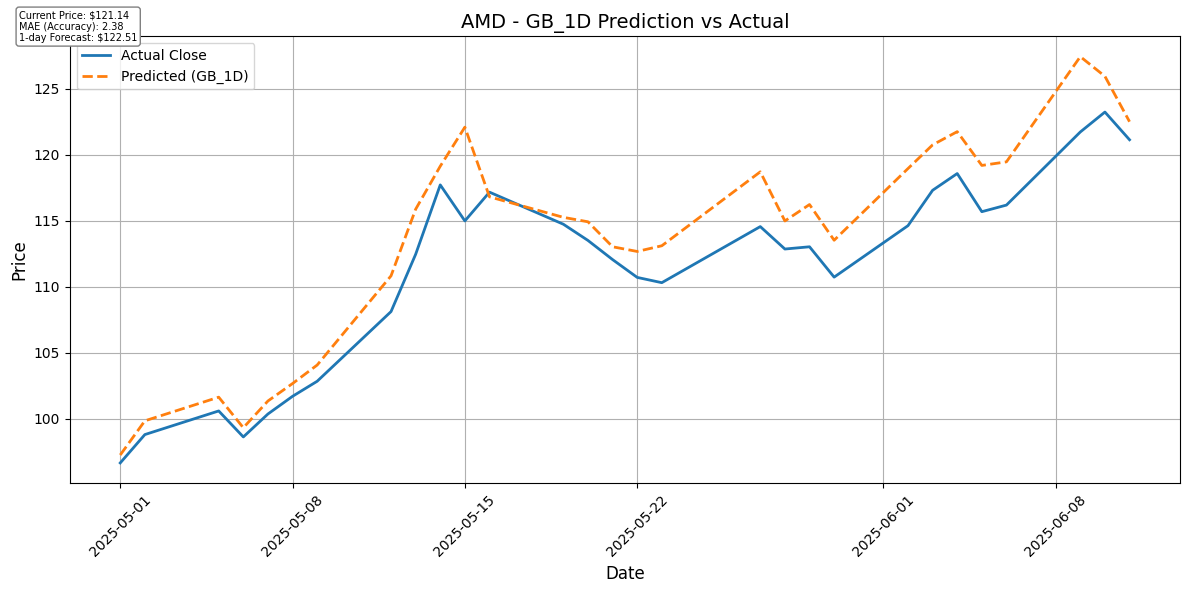 Current Price: $121.14
MAE (Accuracy): 2.38
1-day Forecast: $122.51
AMD - GB_1D Prediction vs Actual
Actual Close
Predicted (GB_1D)
Price
125
120
115
110
105
100
2025-05-01
2025-05-08
2025-05-15
2025-05-22
2025-06-01
2025-06-08
Date